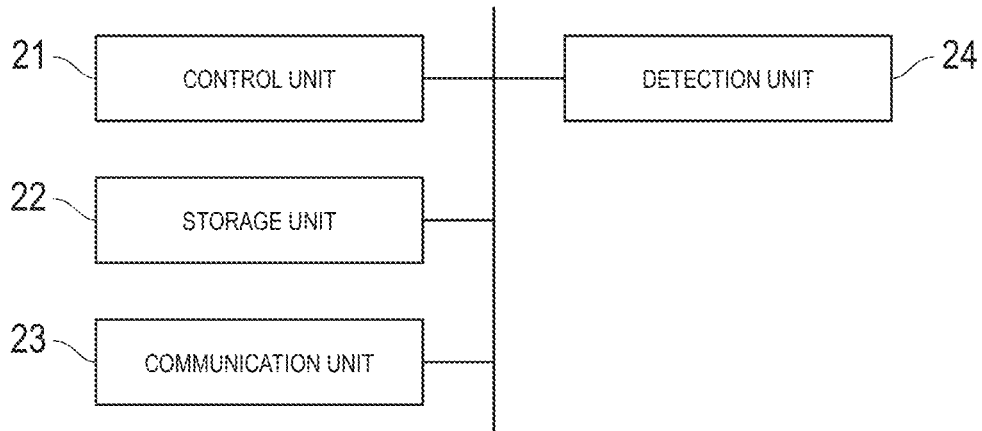 21
CONTROL UNIT
DETECTION UNIT
24
22
STORAGE UNIT
23
COMMUNICATION UNIT